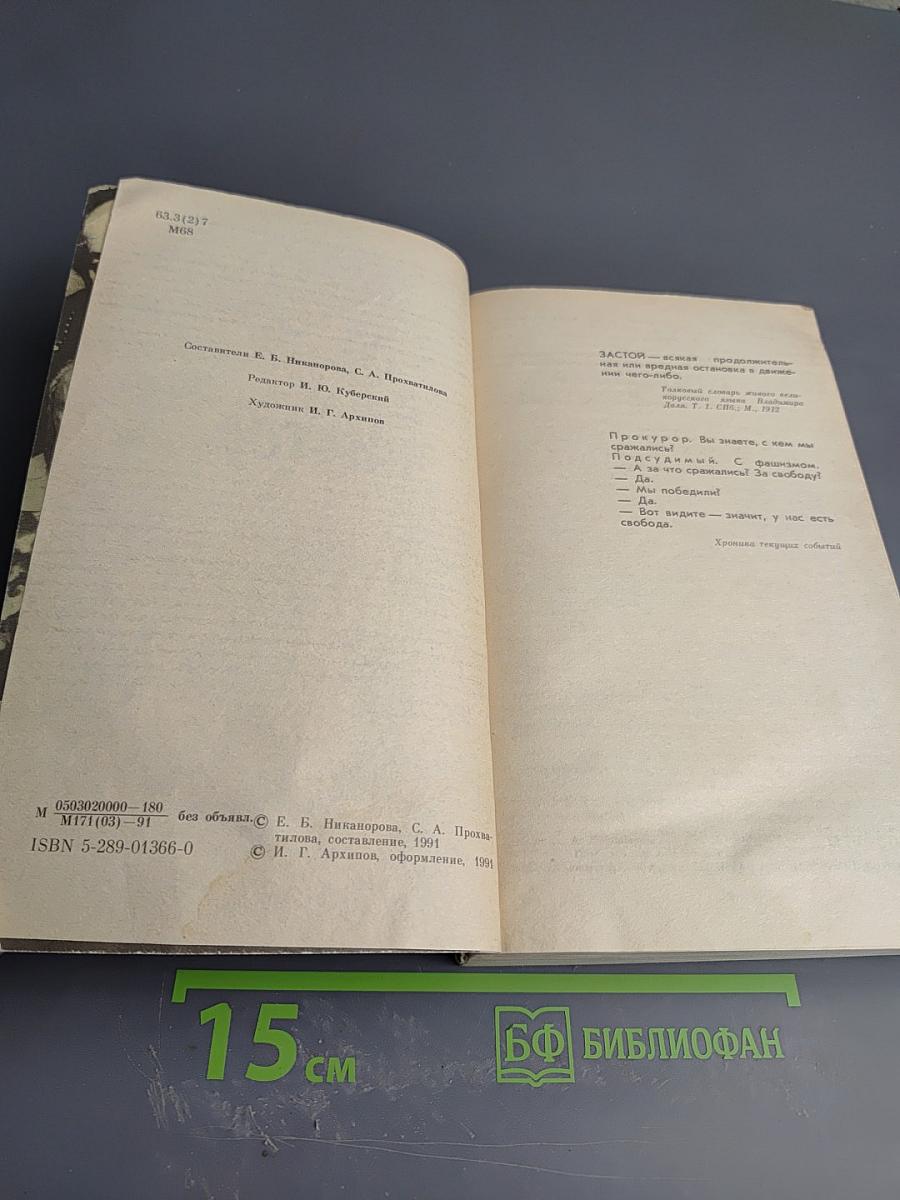 63.3(2)7
М68
Составители Е. Б. Никанорова, С. А. Прохватилова
Редактор И. Ю. Куберский
Художник И. Г. Архипов
М 0503020000—180
М171(03)—91
без объявл.
© Е. Б. Никанорова, С. А. Прохва-
тилова, составление, 1991
ISBN 5-289-01366-0
© И. Г. Архипов, оформление, 1991
ЗАСТОЙ — всякая продолжитель-
ная или вредная остановка в движе-
нии чего-либо.
Толковый словарь живого вели-
корусского языка Владимира
Даля. Т. 1. СПб.; М., 1912
Прокурор. Вы знаете, с кем мы
сражались?
Подсудимый. С фашизмом.
— А за что сражались? За свободу?
— Да.
— Мы победили?
— Да.
— Вот видите — значит, у нас есть
свобода.
Хроника текущих событий
15 см
БФ БИБЛИОФАН